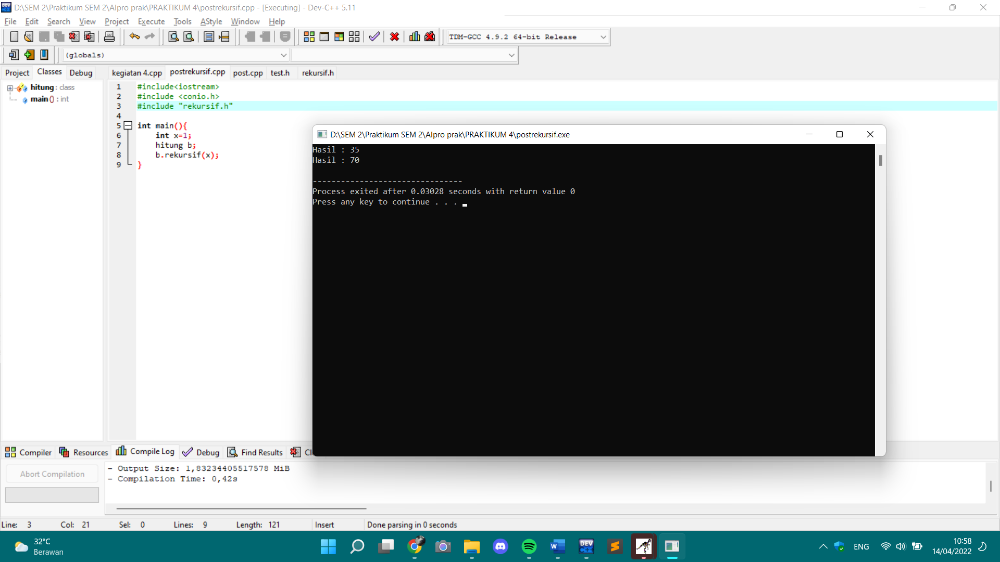 D:\SEM 2\Praktikum SEM 2\Alpro prak\PRAKTIKUM 4\postrekursif.cpp - [Executing] - Dev-C++ 5.11
File Edit Search View Project Execute Tools AStyle Window Help
TDM-GCC 4.9.2 64-bit Release
(globals)
Project Classes Debug
kegiatan 4.cpp postrekursif.cpp post.cpp test.h rekursif.h
hitung : class
main () : int
1 #include<iostream>
2 #include <conio.h>
3 #include "rekursif.h"
4
5 int main(){
6 int x=1;
7 hitung b;
8 b.rekursif(x);
9 }
D:\SEM 2\Praktikum SEM 2\Alpro prak\PRAKTIKUM 4\postrekursif.exe
Hasil : 35
Hasil : 70
--------------------------------
Process exited after 0.03028 seconds with return value 0
Press any key to continue . . .
Compiler Resources Compile Log Debug Find Results Cl
Abort Compilation
- Output Size: 1,83234405517578 MiB
- Compilation Time: 0,42s
Line: 3 Col: 21 Sel: 0 Lines: 9 Length: 121 Insert Done parsing in 0 seconds
32°C
Berawan
DEV
ENG
10:58
14/04/2022